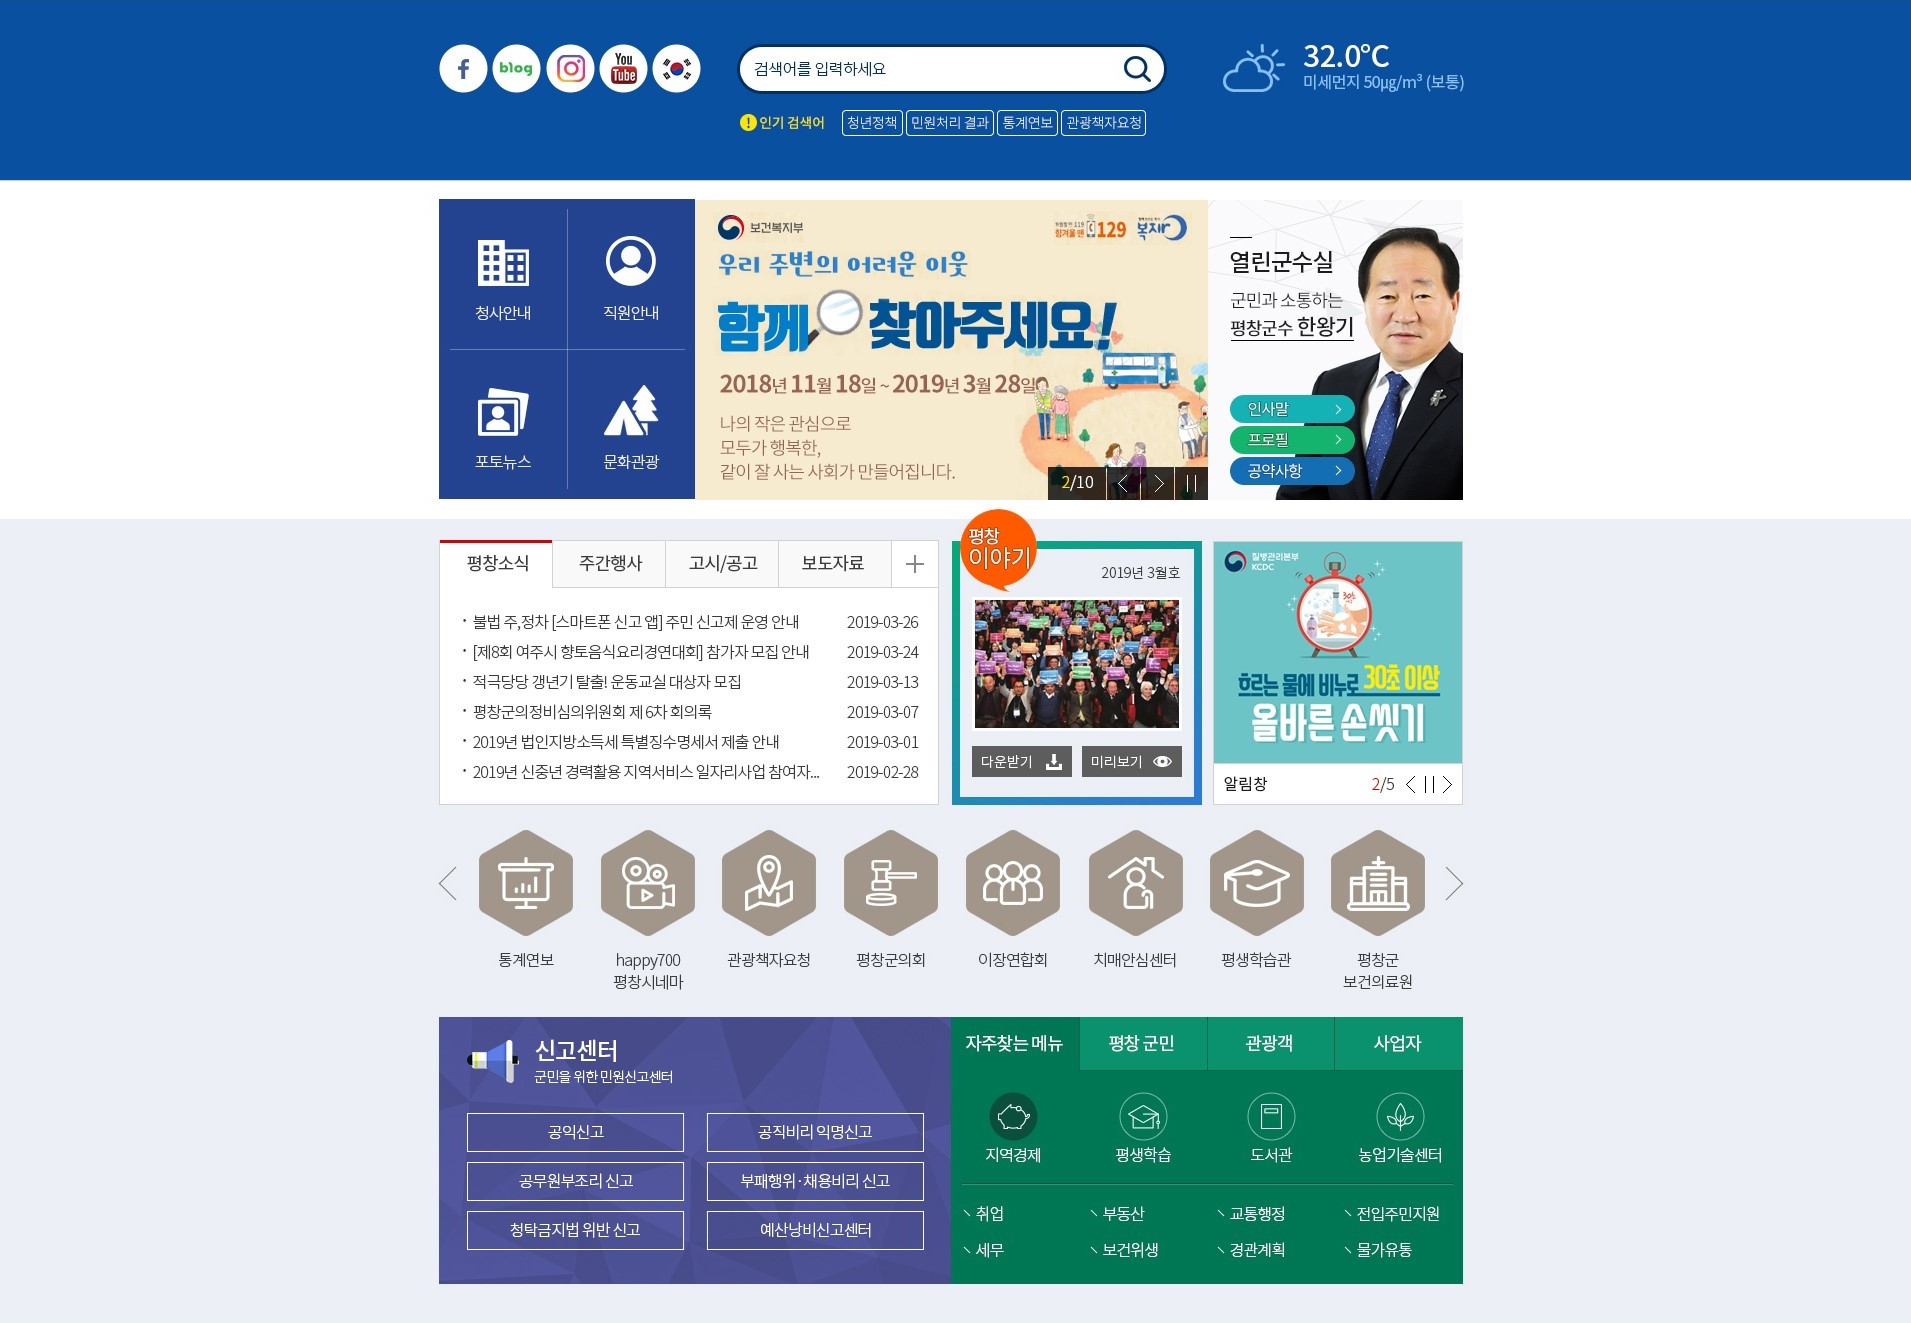 blog
You
Tube
검색어를 입력하세요
32.0℃
미세먼지 50㎍/m³ (보통)
! 인기 검색어
청년정책
민원처리 결과
통계연보
관광책자요청
청사안내
직원안내
포토뉴스
문화관광
보건복지부
129
우리 주변의 어려운 이웃
함께 찾아주세요!
2018년 11월 18일 ~ 2019년 3월 28일
나의 작은 관심으로
모두가 행복한,
같이 잘 사는 사회가 만들어집니다.
2/10
열린군수실
군민과 소통하는
평창군수 한왕기
인사말
프로필
공약사항
평창소식
주간행사
고시/공고
보도자료
불법 주,정차 [스마트폰 신고 앱] 주민 신고제 운영 안내 2019-03-26
[제8회 여주시 향토음식요리경연대회] 참가자 모집 안내 2019-03-24
적극당당 갱년기 탈출! 운동교실 대상자 모집 2019-03-13
평창군의정비심의위원회 제 6차 회의록 2019-03-07
2019년 법인지방소득세 특별징수명세서 제출 안내 2019-03-01
2019년 신중년 경력활용 지역서비스 일자리사업 참여자... 2019-02-28
평창
이야기
2019년 3월호
다운받기
미리보기
질병관리본부
KCDC
30초
흐르는 물에 비누로 30초 이상
올바른 손씻기
알림창
2/5
통계연보
happy700
평창시네마
관광책자요청
평창군의회
이장연합회
치매안심센터
평생학습관
평창군
보건의료원
신고센터
군민을 위한 민원신고센터
공익신고
공직비리 익명신고
공무원부조리 신고
부패행위·채용비리 신고
청탁금지법 위반 신고
예산낭비신고센터
자주찾는 메뉴
평창 군민
관광객
사업자
지역경제
평생학습
도서관
농업기술센터
취업
부동산
교통행정
전입주민지원
세무
보건위생
경관계획
물가유통